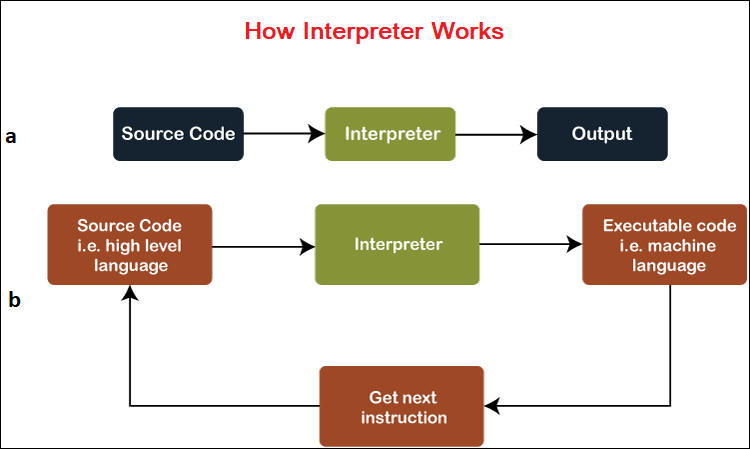 How Interpreter Works
a
Source Code
Interpreter
Output
b
Source Code
i.e. high level
language
Interpreter
Executable code
i.e. machine
language
Get next
instruction